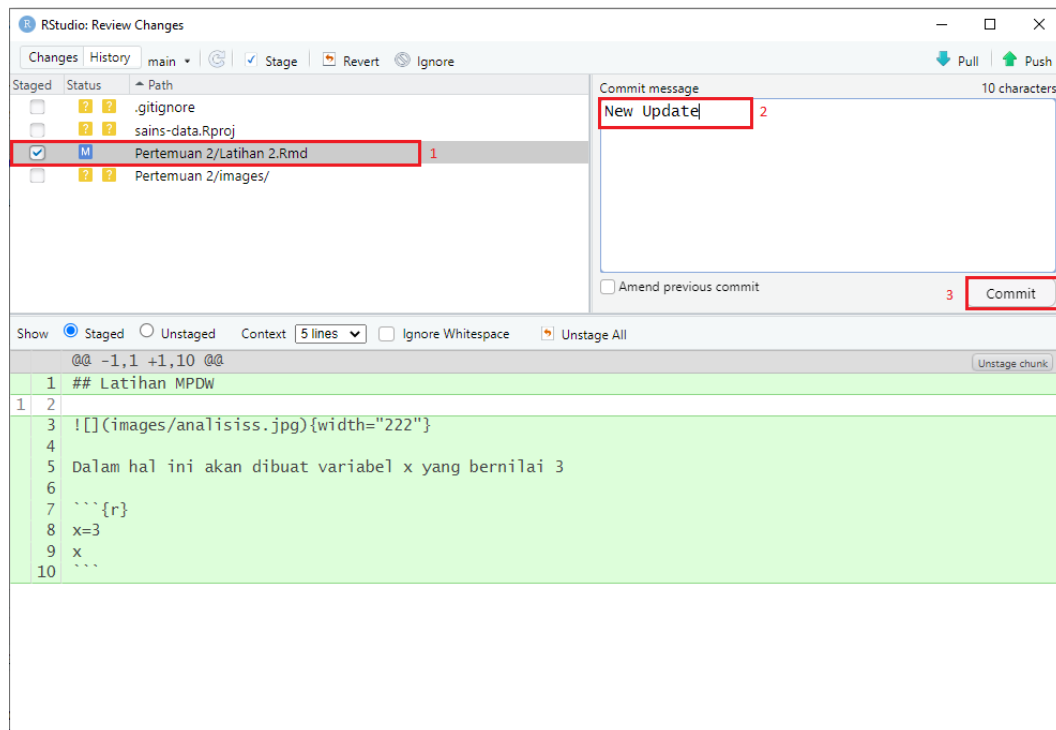 RStudio: Review Changes
Changes History main Stage Revert Ignore Pull Push
Staged Status Path
? ? .gitignore
? ? sains-data.Rproj
M Pertemuan 2/Latihan 2.Rmd 1
? ? Pertemuan 2/images/
Commit message 10 characters
New Update 2
Amend previous commit
3 Commit
Show Staged Unstaged Context 5 lines Ignore Whitespace Unstage All
@@ -1,1 +1,10 @@ Unstage chunk
1 ## Latihan MPDW
1 2
3 ![](images/analisiss.jpg){width="222"}
4
5 Dalam hal ini akan dibuat variabel x yang bernilai 3
6
7 ```{r}
8 x=3
9 x
10 ```